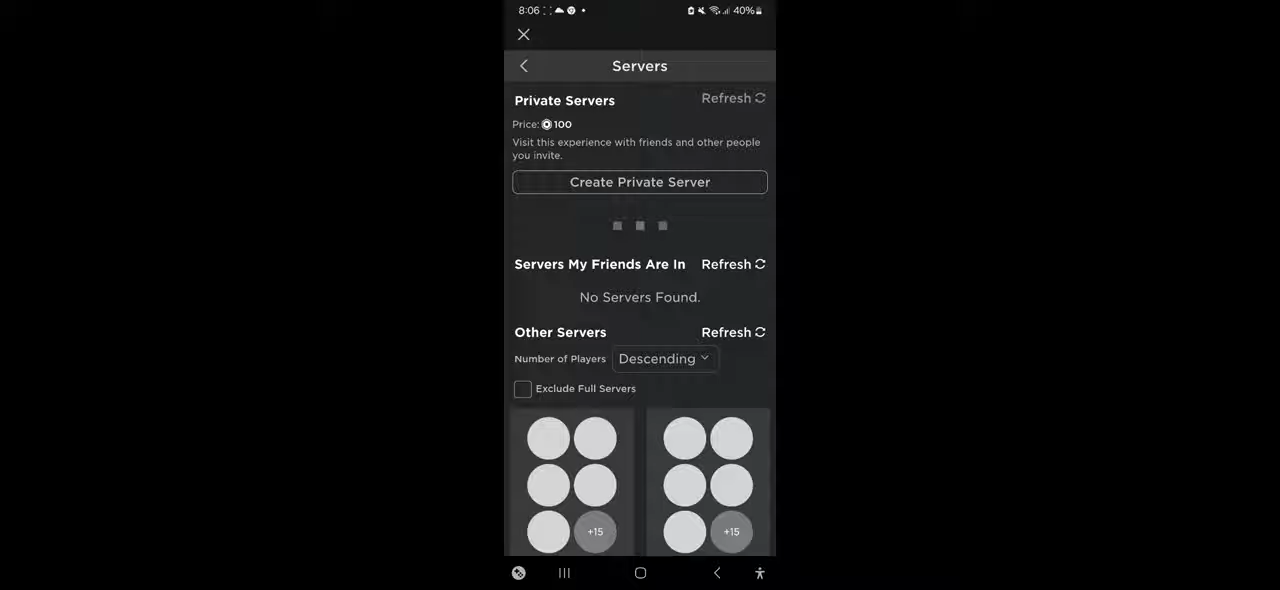 8:06
40%
Servers
Private Servers
Refresh
Price: 100
Visit this experience with friends and other people
you invite.
Create Private Server
Servers My Friends Are In
Refresh
No Servers Found.
Other Servers
Refresh
Number of Players
Descending
Exclude Full Servers
+15
+15